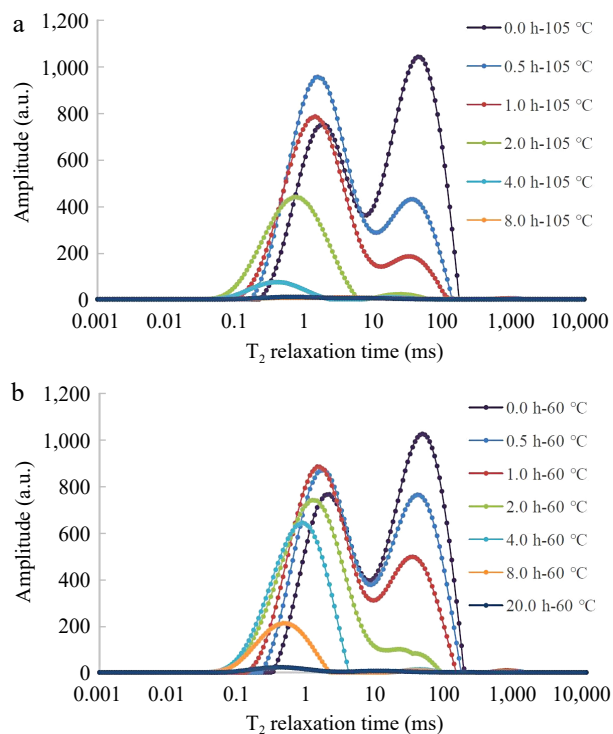 a
1,200
1,000
800
600
400
200
0
Amplitude (a.u.)
0.001 0.01 0.1 1 10 100 1,000 10,000
T₂ relaxation time (ms)
0.0 h-105 ℃
0.5 h-105 ℃
1.0 h-105 ℃
2.0 h-105 ℃
4.0 h-105 ℃
8.0 h-105 ℃
b
1,200
1,000
800
600
400
200
0
Amplitude (a.u.)
0.001 0.01 0.1 1 10 100 1,000 10,000
T₂ relaxation time (ms)
0.0 h-60 ℃
0.5 h-60 ℃
1.0 h-60 ℃
2.0 h-60 ℃
4.0 h-60 ℃
8.0 h-60 ℃
20.0 h-60 ℃